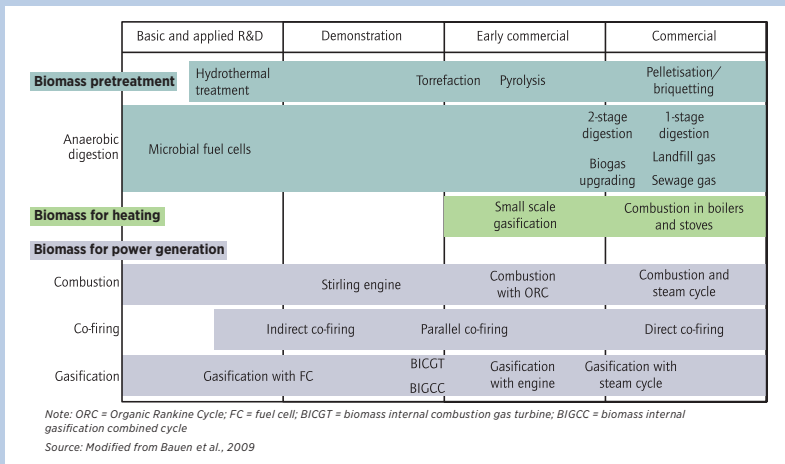 Basic and applied R&D Demonstration Early commercial Commercial
Biomass pretreatment
Hydrothermal
treatment
Torrefaction
Pyrolysis
Pelletisation/
briquetting
Anaerobic
digestion
Microbial fuel cells
2-stage
digestion
Biogas
upgrading
1-stage
digestion
Landfill gas
Sewage gas
Biomass for heating
Small scale
gasification
Combustion in boilers
and stoves
Biomass for power generation
Combustion
Stirling engine
Combustion
with ORC
Combustion and
steam cycle
Co-firing
Indirect co-firing
Parallel co-firing
Direct co-firing
Gasification
Gasification with FC
BICGT
BIGCC
Gasification
with engine
Gasification with
steam cycle
Note: ORC = Organic Rankine Cycle; FC = fuel cell; BICGT = biomass internal combustion gas turbine; BIGCC = biomass internal
gasification combined cycle
Source: Modified from Bauen et al., 2009